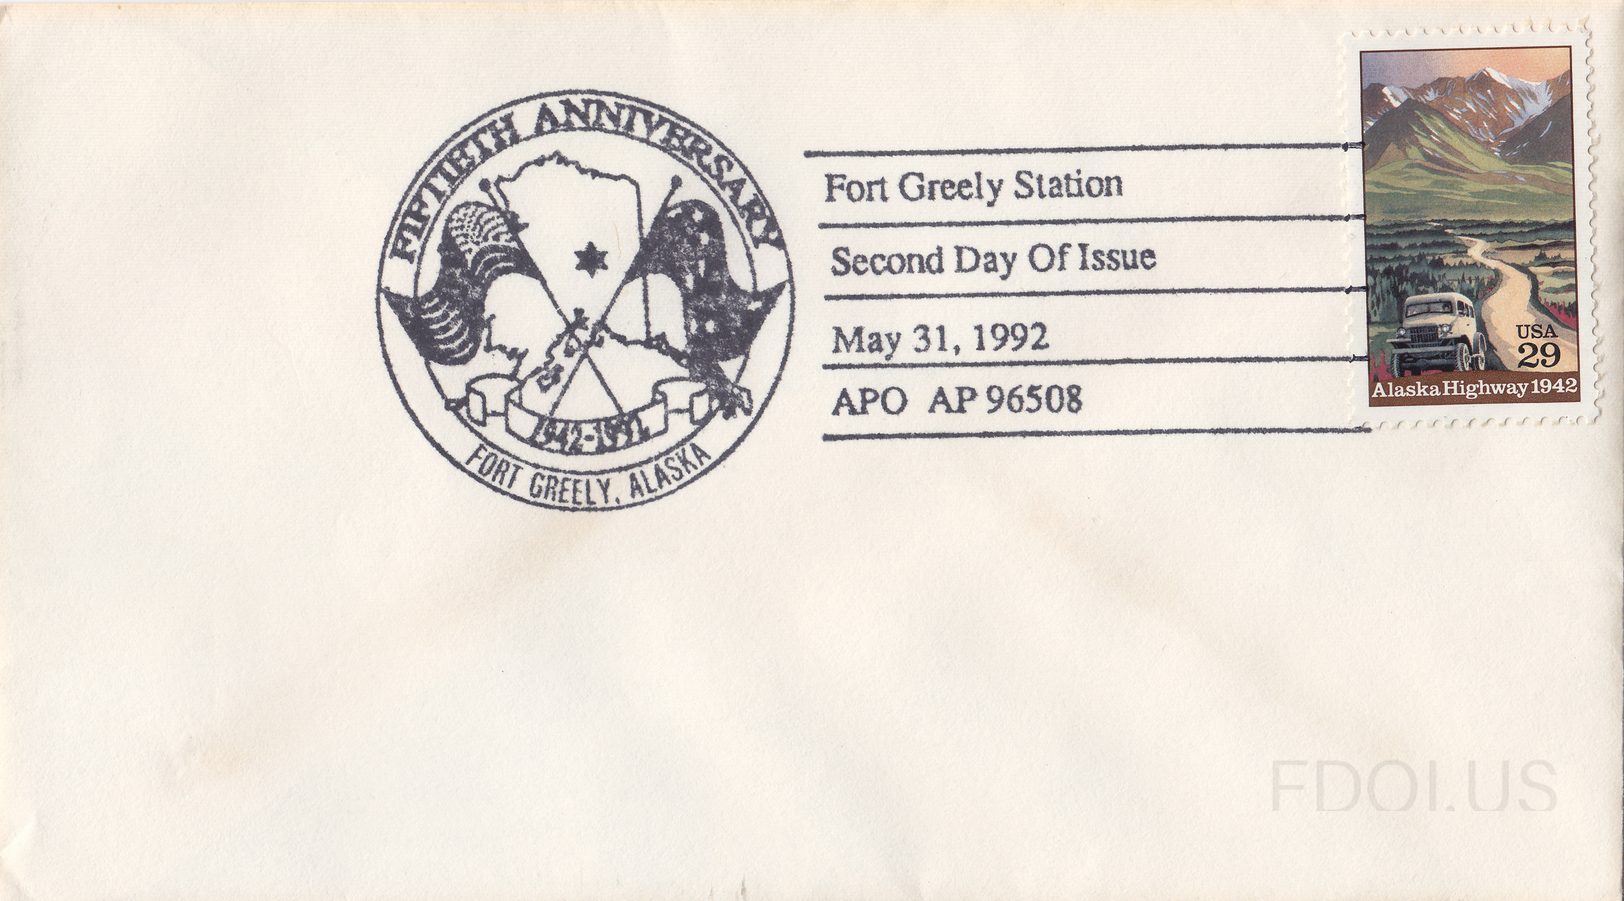 FIFTIETH ANNIVERSARY
1942-1992
FORT GREELY, ALASKA
Fort Greely Station
Second Day Of Issue
May 31, 1992
APO AP 96508
USA
29
Alaska Highway 1942
FDOI.US